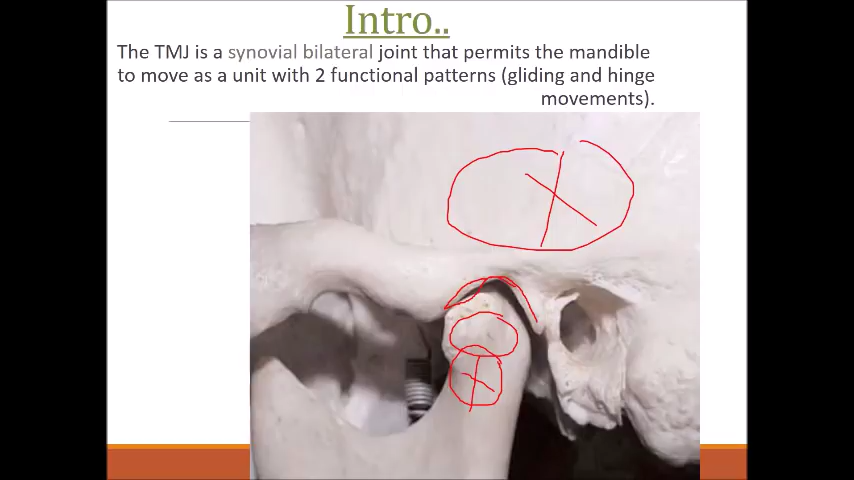 Intro..
The TMJ is a synovial bilateral joint that permits the mandible
to move as a unit with 2 functional patterns (gliding and hinge
movements).